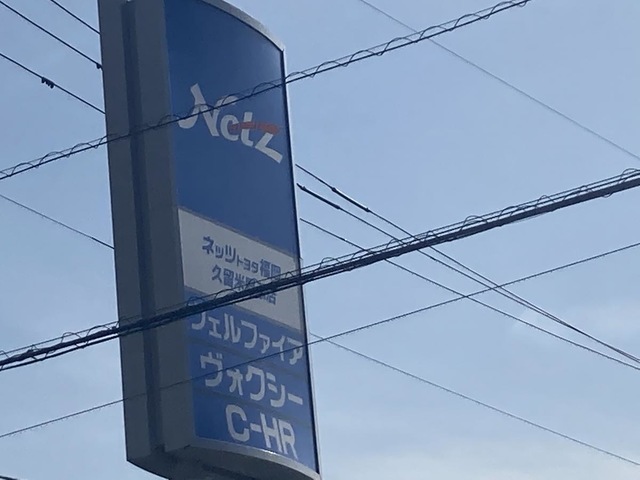 Netz
ネッツトヨタ福岡
久留米 店
ヴェルファイア
ヴォクシー
C-HR